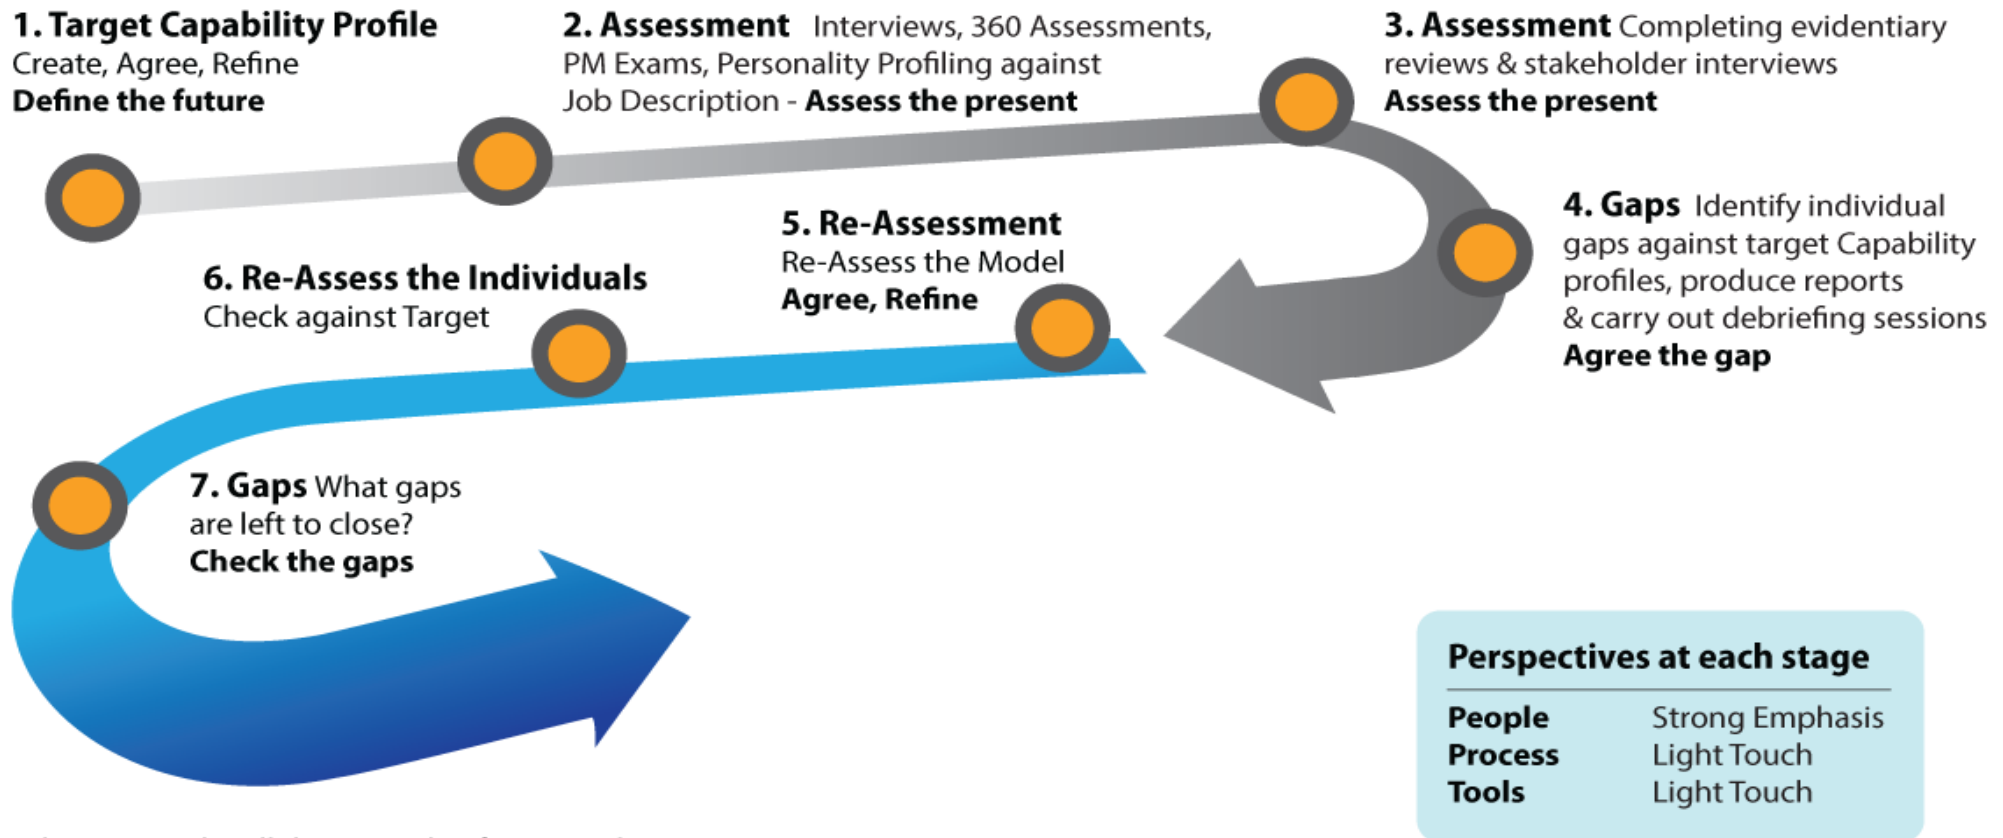 1. Target Capability Profile
Create, Agree, Refine
Define the future
2. Assessment Interviews, 360 Assessments,
PM Exams, Personality Profiling against
Job Description - Assess the present
3. Assessment Completing evidentiary
reviews & stakeholder interviews
Assess the present
4. Gaps Identify individual
gaps against target Capability
profiles, produce reports
& carry out debriefing sessions
Agree the gap
5. Re-Assessment
Re-Assess the Model
Agree, Refine
6. Re-Assess the Individuals
Check against Target
7. Gaps What gaps
are left to close?
Check the gaps
Perspectives at each stage
People Strong Emphasis
Process Light Touch
Tools Light Touch